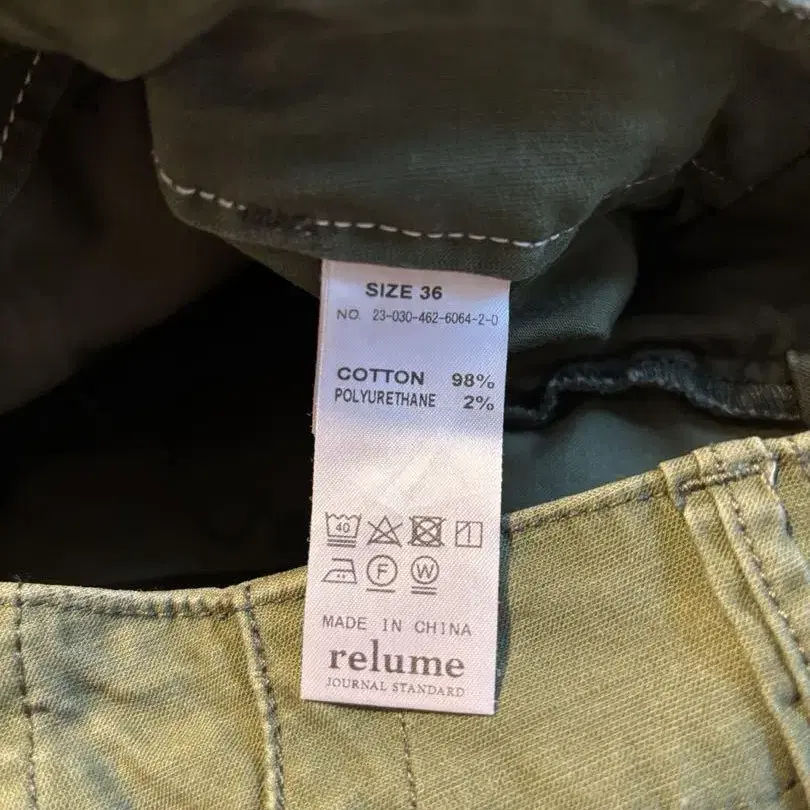 SIZE 36
NO. 23-030-462-6064-2-0
COTTON 98%
POLYURETHANE 2%
40
F W
MADE IN CHINA
relume
JOURNAL STANDARD